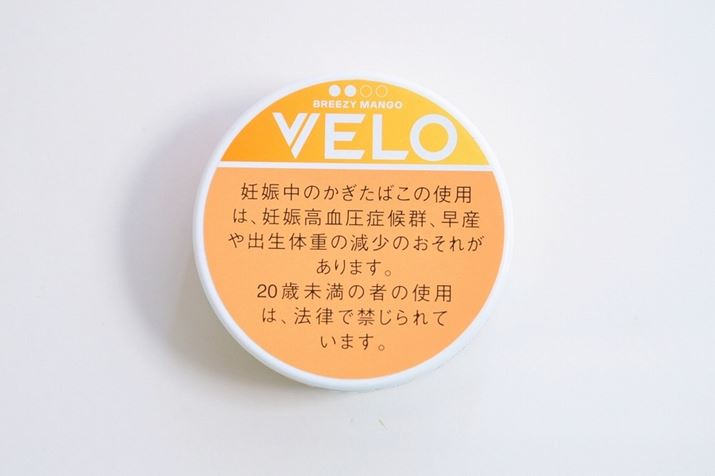 BREEZY MANGO
VELO
妊娠中のかぎたばこの使用
は、妊娠高血圧症候群、早産
や出生体重の減少のおそれが
あります。
20歳未満の者の使用
は、法律で禁じられて
います。